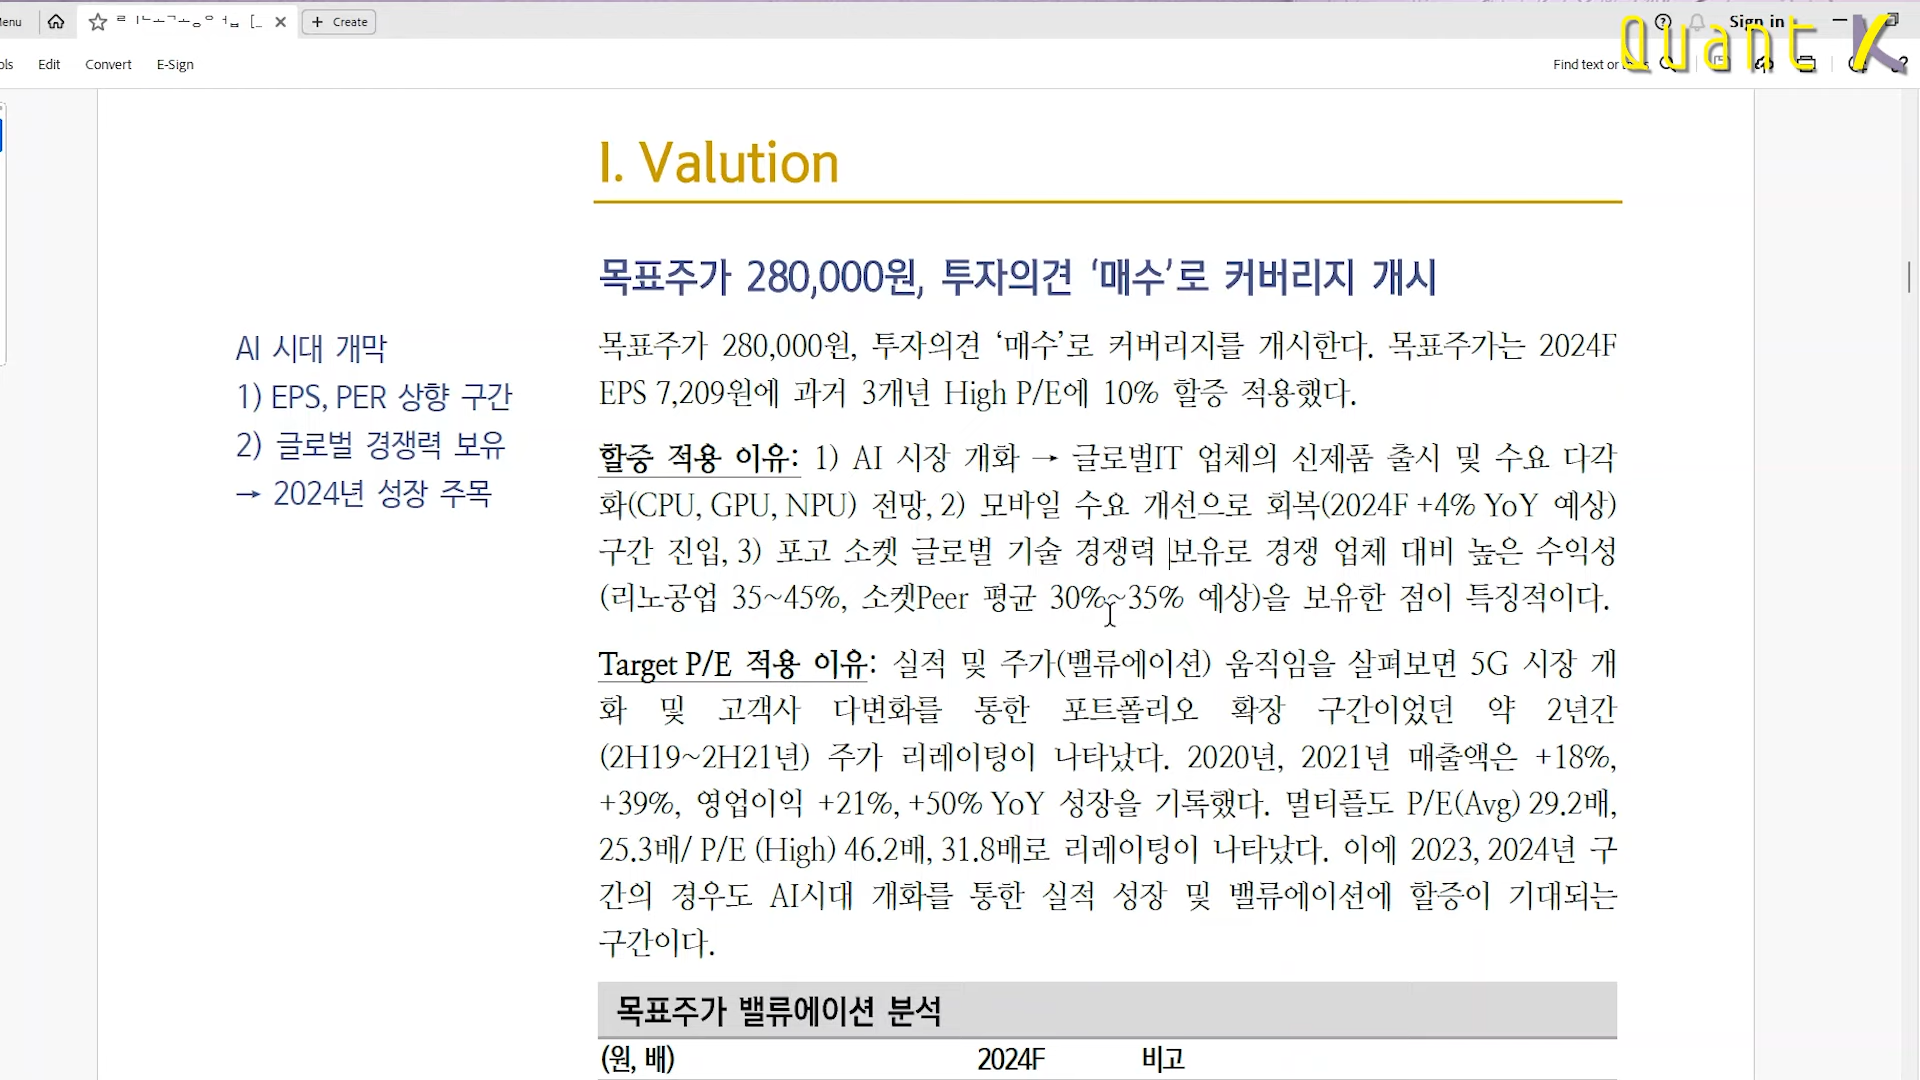 Menu
Create
Sign in
Quant K
Edit
Convert
E-Sign
Find text or
I. Valution
목표주가 280,000원, 투자의견 ‘매수’로 커버리지 개시
AI 시대 개막
1) EPS, PER 상향 구간
2) 글로벌 경쟁력 보유
→ 2024년 성장 주목
목표주가 280,000원, 투자의견 ‘매수’로 커버리지를 개시한다. 목표주가는 2024F
EPS 7,209원에 과거 3개년 High P/E에 10% 할증 적용했다.
할증 적용 이유: 1) AI 시장 개화 → 글로벌IT 업체의 신제품 출시 및 수요 다각
화(CPU, GPU, NPU) 전망, 2) 모바일 수요 개선으로 회복(2024F +4% YoY 예상)
구간 진입, 3) 포고 소켓 글로벌 기술 경쟁력 보유로 경쟁 업체 대비 높은 수익성
(리노공업 35~45%, 소켓Peer 평균 30%~35% 예상)을 보유한 점이 특징적이다.
Target P/E 적용 이유: 실적 및 주가(밸류에이션) 움직임을 살펴보면 5G 시장 개
화 및 고객사 다변화를 통한 포트폴리오 확장 구간이었던 약 2년간
(2H19~2H21년) 주가 리레이팅이 나타났다. 2020년, 2021년 매출액은 +18%,
+39%, 영업이익 +21%, +50% YoY 성장을 기록했다. 멀티플도 P/E(Avg) 29.2배,
25.3배/ P/E (High) 46.2배, 31.8배로 리레이팅이 나타났다. 이에 2023, 2024년 구
간의 경우도 AI시대 개화를 통한 실적 성장 및 밸류에이션에 할증이 기대되는
구간이다.
목표주가 밸류에이션 분석
(원, 배) 2024F 비고